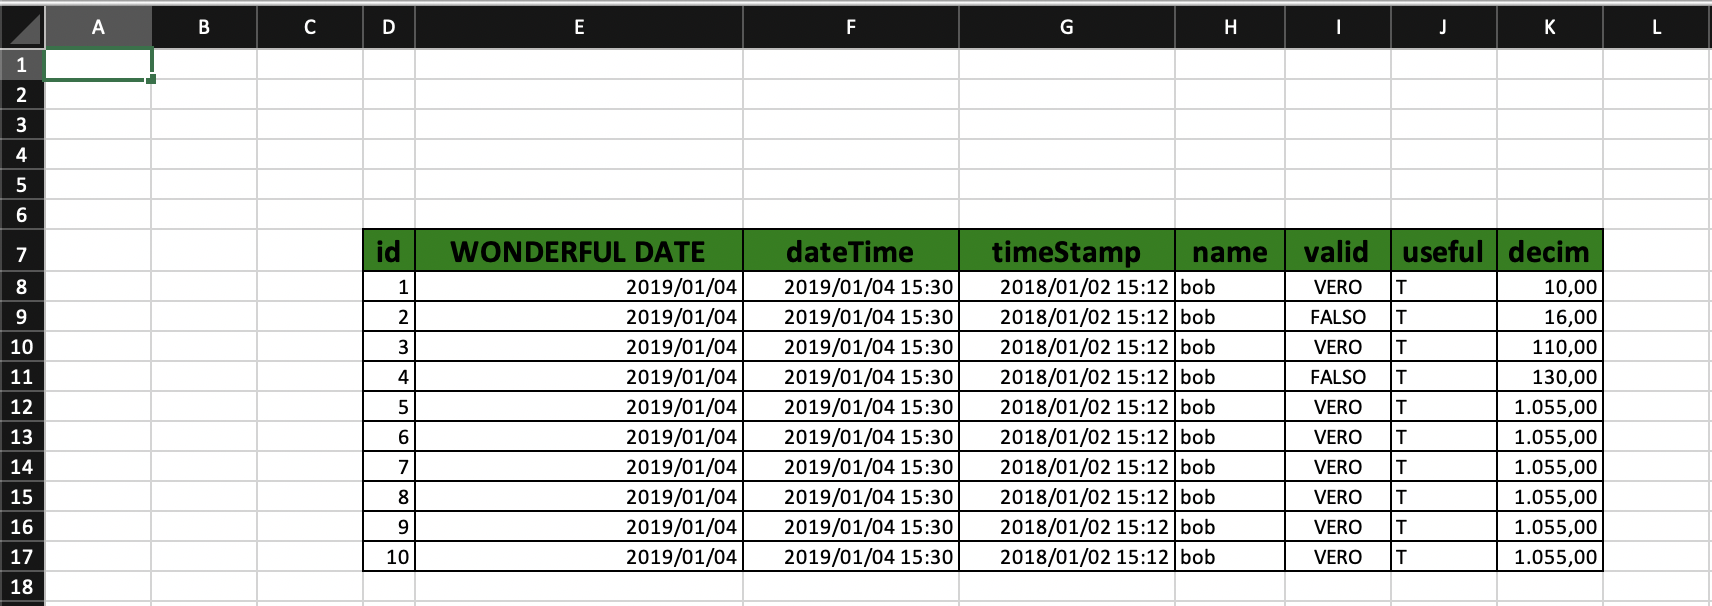 A B C D E F G H I J K L
1
2
3
4
5
6
7 id WONDERFUL DATE dateTime timeStamp name valid useful decim
8 1 2019/01/04 2019/01/04 15:30 2018/01/02 15:12 bob VERO T 10,00
9 2 2019/01/04 2019/01/04 15:30 2018/01/02 15:12 bob FALSO T 16,00
10 3 2019/01/04 2019/01/04 15:30 2018/01/02 15:12 bob VERO T 110,00
11 4 2019/01/04 2019/01/04 15:30 2018/01/02 15:12 bob FALSO T 130,00
12 5 2019/01/04 2019/01/04 15:30 2018/01/02 15:12 bob VERO T 1.055,00
13 6 2019/01/04 2019/01/04 15:30 2018/01/02 15:12 bob VERO T 1.055,00
14 7 2019/01/04 2019/01/04 15:30 2018/01/02 15:12 bob VERO T 1.055,00
15 8 2019/01/04 2019/01/04 15:30 2018/01/02 15:12 bob VERO T 1.055,00
16 9 2019/01/04 2019/01/04 15:30 2018/01/02 15:12 bob VERO T 1.055,00
17 10 2019/01/04 2019/01/04 15:30 2018/01/02 15:12 bob VERO T 1.055,00
18